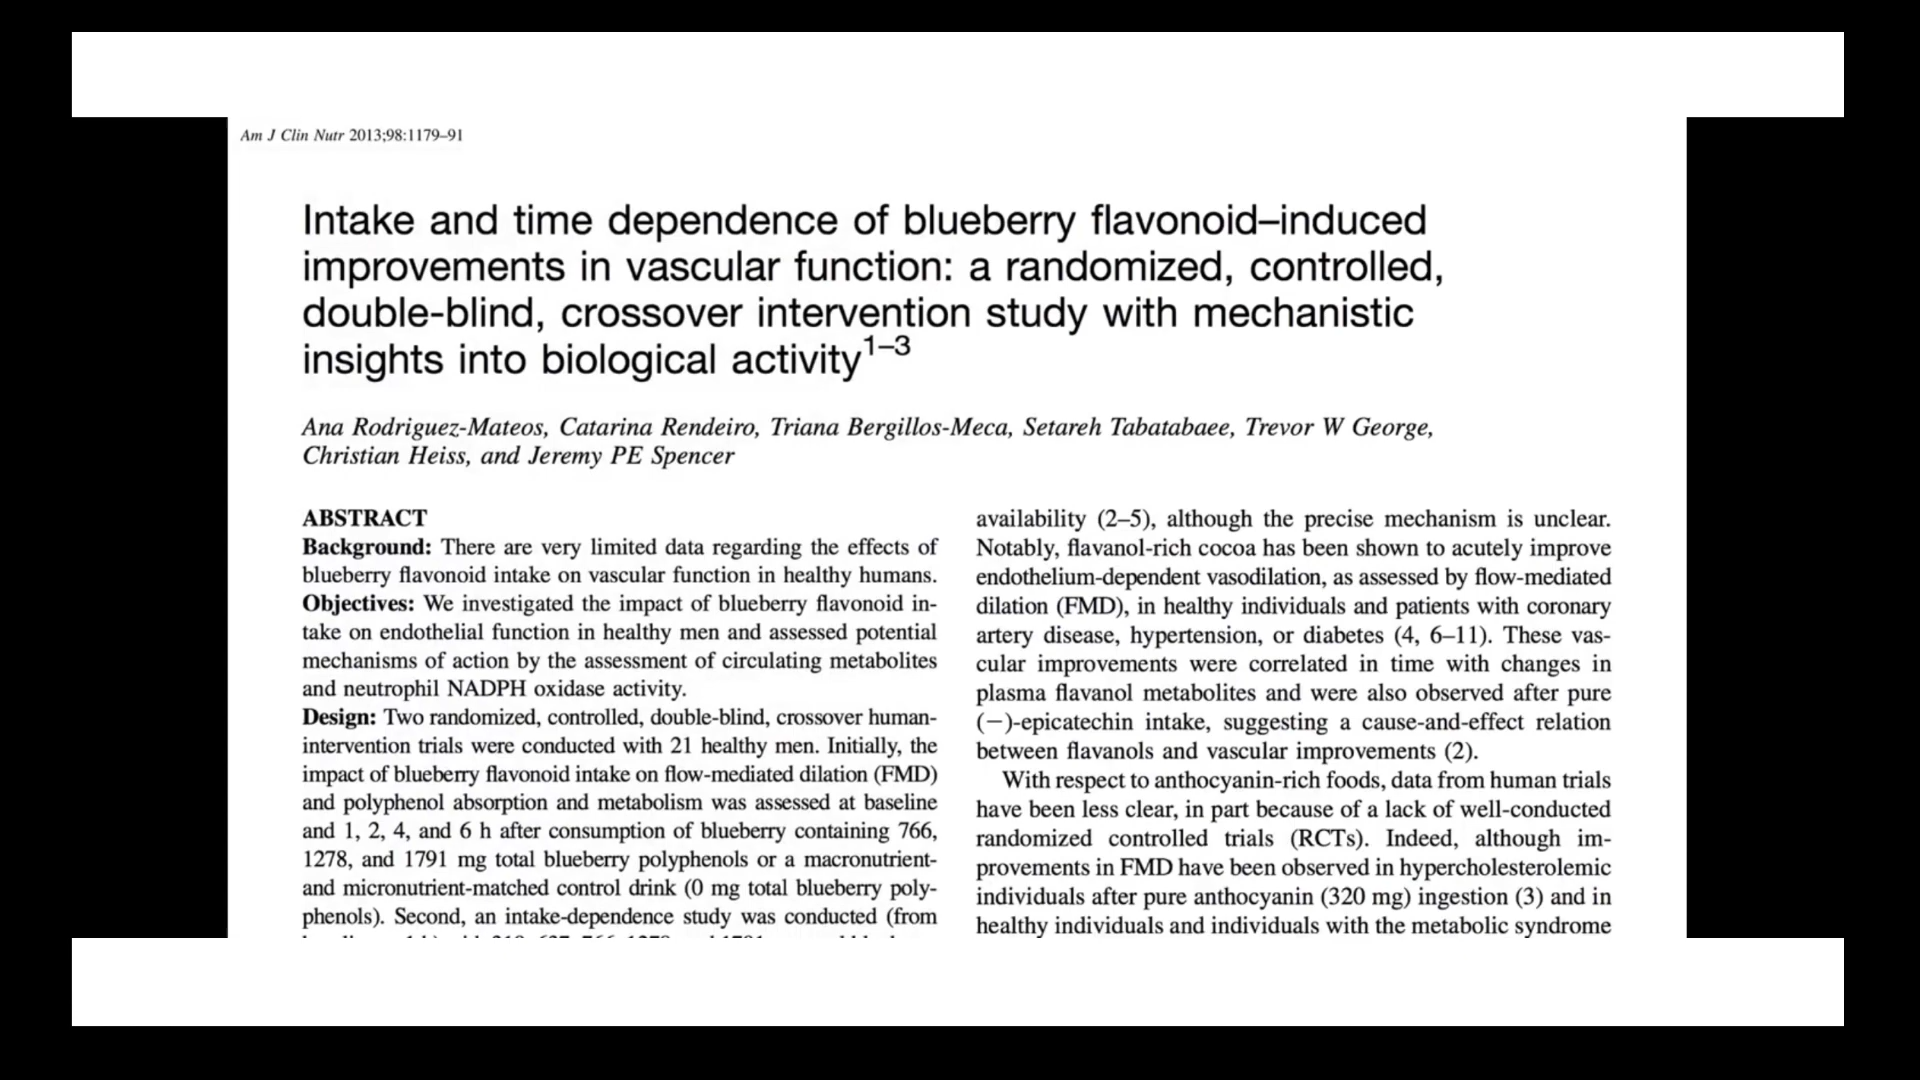 Am J Clin Nutr 2013;98:1179–91
Intake and time dependence of blueberry flavonoid–induced
improvements in vascular function: a randomized, controlled,
double-blind, crossover intervention study with mechanistic
insights into biological activity1–3
Ana Rodriguez-Mateos, Catarina Rendeiro, Triana Bergillos-Meca, Setareh Tabatabaee, Trevor W George,
Christian Heiss, and Jeremy PE Spencer
ABSTRACT
Background: There are very limited data regarding the effects of
blueberry flavonoid intake on vascular function in healthy humans.
Objectives: We investigated the impact of blueberry flavonoid in-
take on endothelial function in healthy men and assessed potential
mechanisms of action by the assessment of circulating metabolites
and neutrophil NADPH oxidase activity.
Design: Two randomized, controlled, double-blind, crossover human-
intervention trials were conducted with 21 healthy men. Initially, the
impact of blueberry flavonoid intake on flow-mediated dilation (FMD)
and polyphenol absorption and metabolism was assessed at baseline
and 1, 2, 4, and 6 h after consumption of blueberry containing 766,
1278, and 1791 mg total blueberry polyphenols or a macronutrient-
and micronutrient-matched control drink (0 mg total blueberry poly-
phenols). Second, an intake-dependence study was conducted (from
availability (2–5), although the precise mechanism is unclear.
Notably, flavanol-rich cocoa has been shown to acutely improve
endothelium-dependent vasodilation, as assessed by flow-mediated
dilation (FMD), in healthy individuals and patients with coronary
artery disease, hypertension, or diabetes (4, 6–11). These vas-
cular improvements were correlated in time with changes in
plasma flavanol metabolites and were also observed after pure
(−)-epicatechin intake, suggesting a cause-and-effect relation
between flavanols and vascular improvements (2).
With respect to anthocyanin-rich foods, data from human trials
have been less clear, in part because of a lack of well-conducted
randomized controlled trials (RCTs). Indeed, although im-
provements in FMD have been observed in hypercholesterolemic
individuals after pure anthocyanin (320 mg) ingestion (3) and in
healthy individuals and individuals with the metabolic syndrome